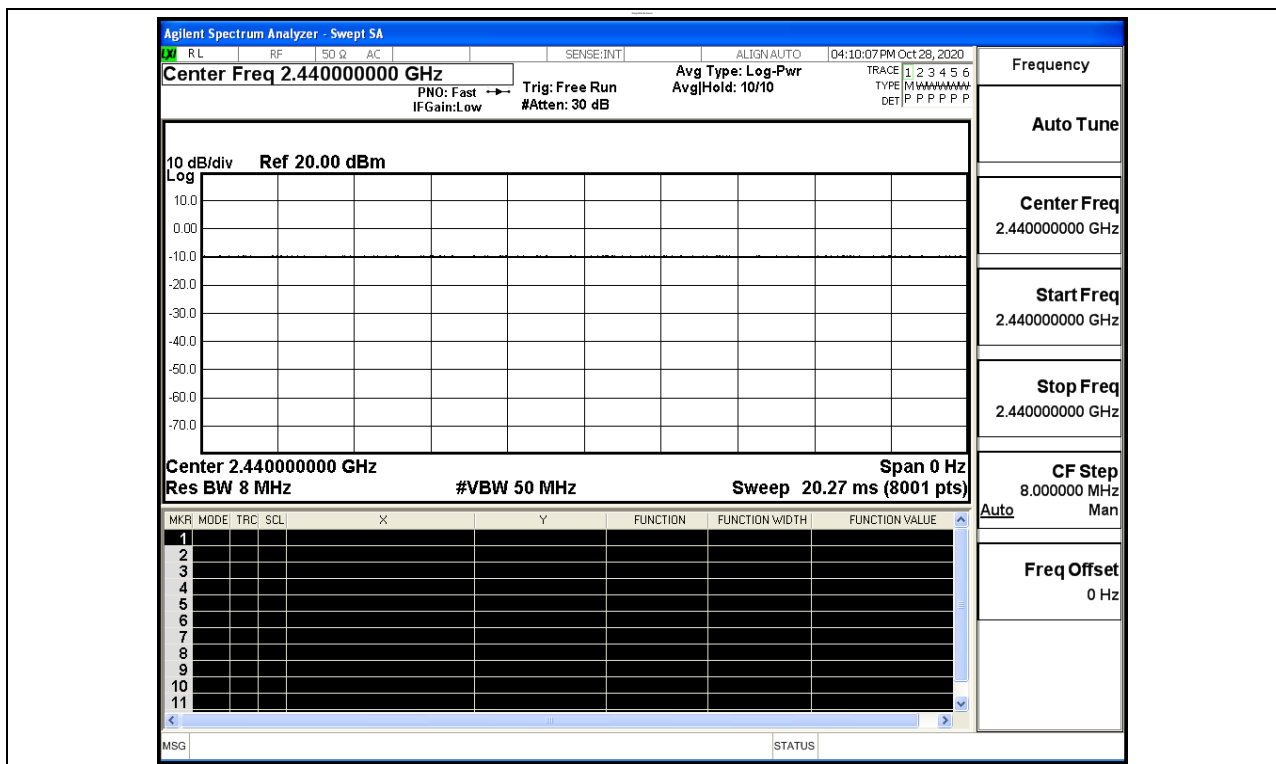 Agilent Spectrum Analyzer - Swept SA
LXI RL RF 50 Ω AC SENSE:INT ALIGN AUTO 04:10:07 PM Oct 28, 2020
Center Freq 2.440000000 GHz Avg Type: Log-Pwr TRACE 1 2 3 4 5 6
PNO: Fast Trig: Free Run Avg|Hold: 10/10 TYPE M W W W W W
IFGain:Low #Atten: 30 dB DET P P P P P P
10 dB/div Ref 20.00 dBm
Log
10.0
0.00
-10.0
-20.0
-30.0
-40.0
-50.0
-60.0
-70.0
Center 2.440000000 GHz Span 0 Hz
Res BW 8 MHz #VBW 50 MHz Sweep 20.27 ms (8001 pts)
MKR MODE TRC SCL X Y FUNCTION FUNCTION WIDTH FUNCTION VALUE
1
2
3
4
5
6
7
8
9
10
11
MSG STATUS
Frequency
Auto Tune
Center Freq
2.440000000 GHz
Start Freq
2.440000000 GHz
Stop Freq
2.440000000 GHz
CF Step
8.000000 MHz
Auto Man
Freq Offset
0 Hz